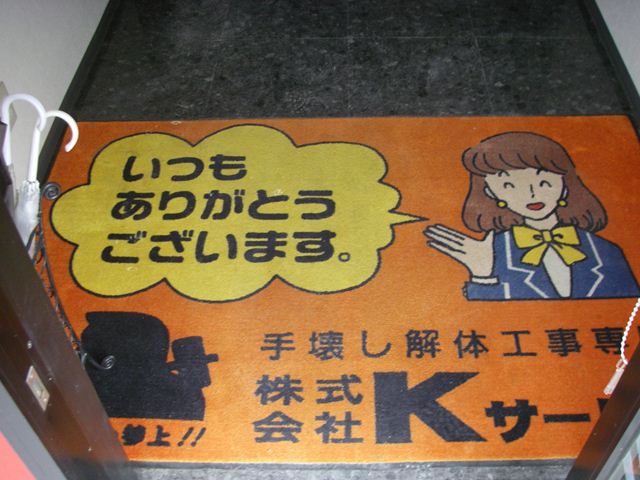 いつも
ありがとう
ございます。
手壊し解体工事専
株式
会社 Kサー
参上!!